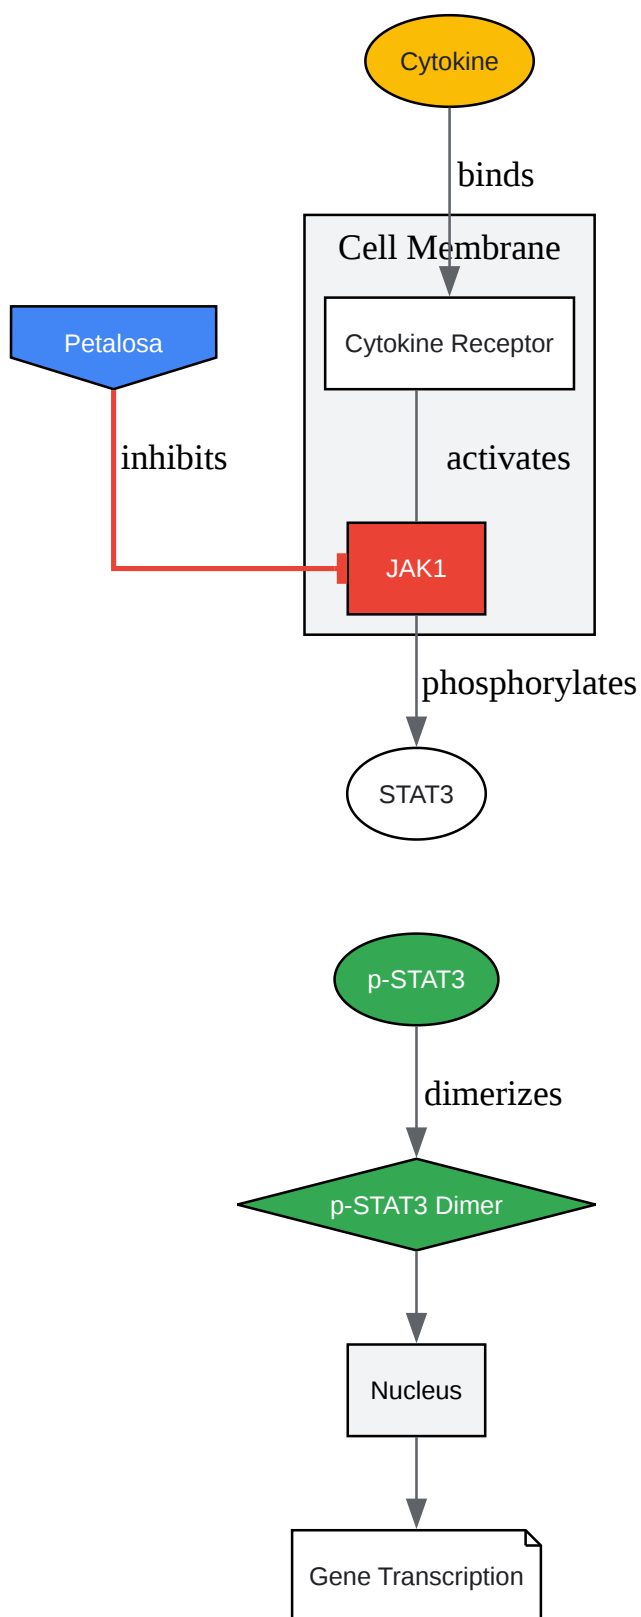 Cytokine
binds
Cell Membrane
Petalosa
Cytokine Receptor
inhibits
activates
JAK1
phosphorylates
STAT3
p-STAT3
dimerizes
p-STAT3 Dimer
Nucleus
Gene Transcription